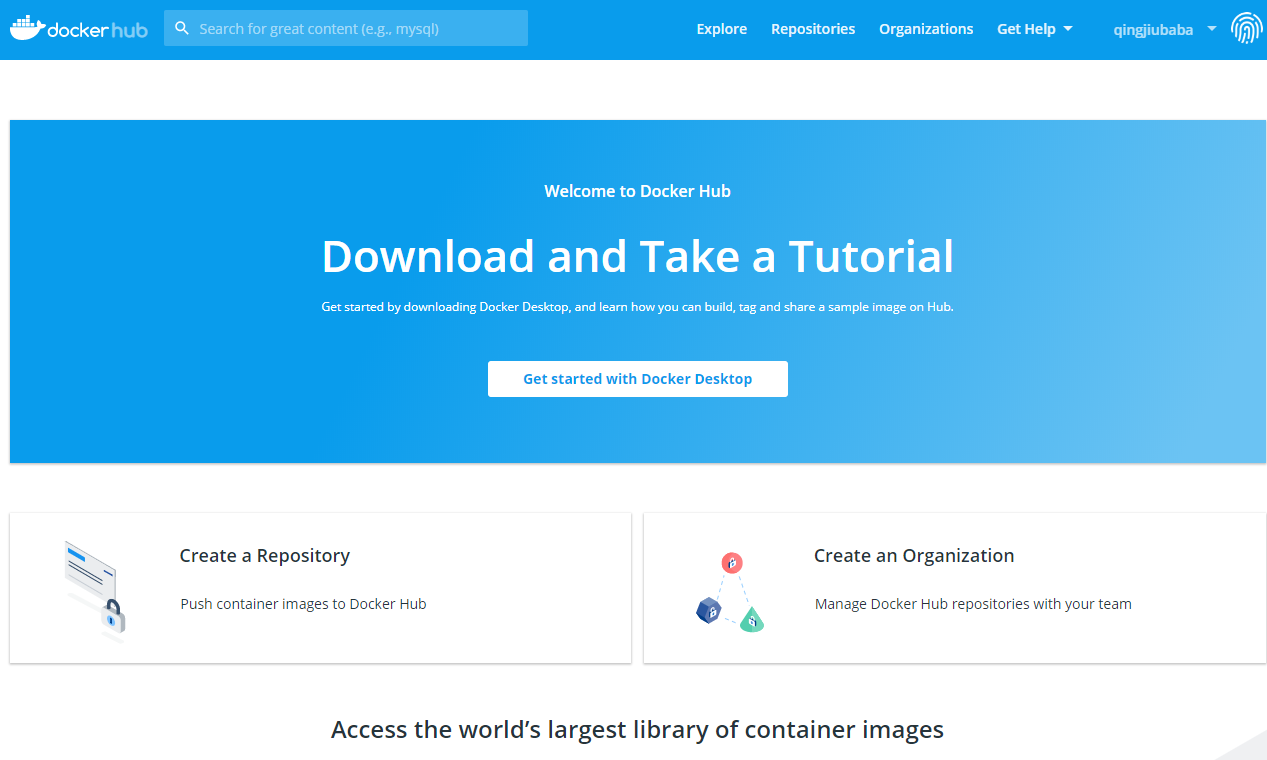 docker hub
Search for great content (e.g., mysql)
Explore
Repositories
Organizations
Get Help
qingjiubaba
Welcome to Docker Hub
Download and Take a Tutorial
Get started by downloading Docker Desktop, and learn how you can build, tag and share a sample image on Hub.
Get started with Docker Desktop
Create a Repository
Push container images to Docker Hub
Create an Organization
Manage Docker Hub repositories with your team
Access the world’s largest library of container images